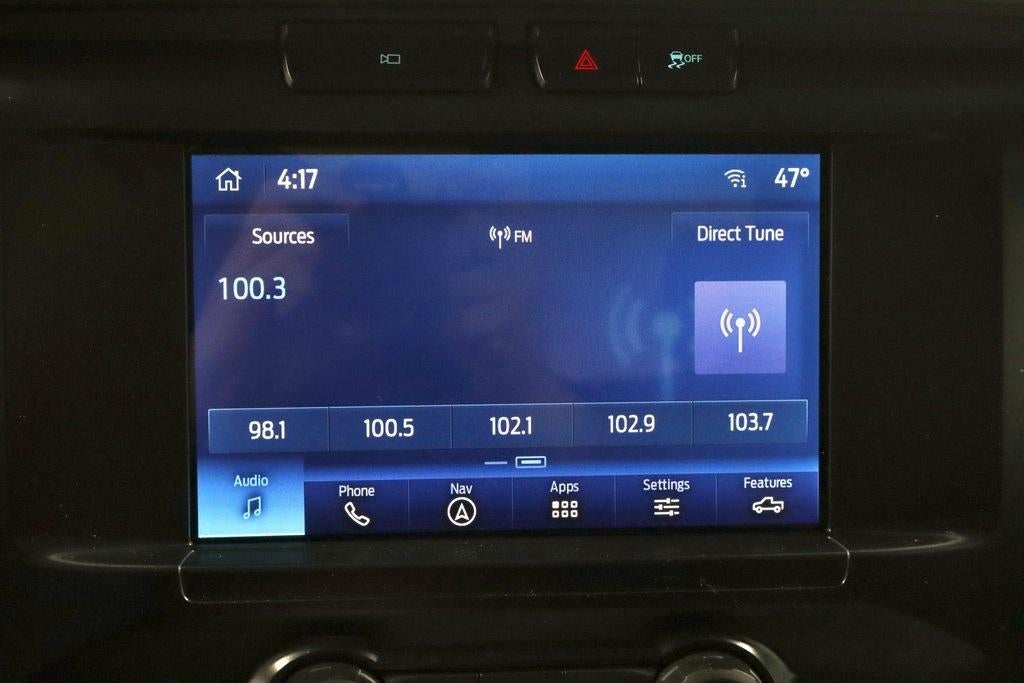 OFF
4:17 47°
Sources FM Direct Tune
100.3
98.1 100.5 102.1 102.9 103.7
Audio Phone Nav Apps Settings Features